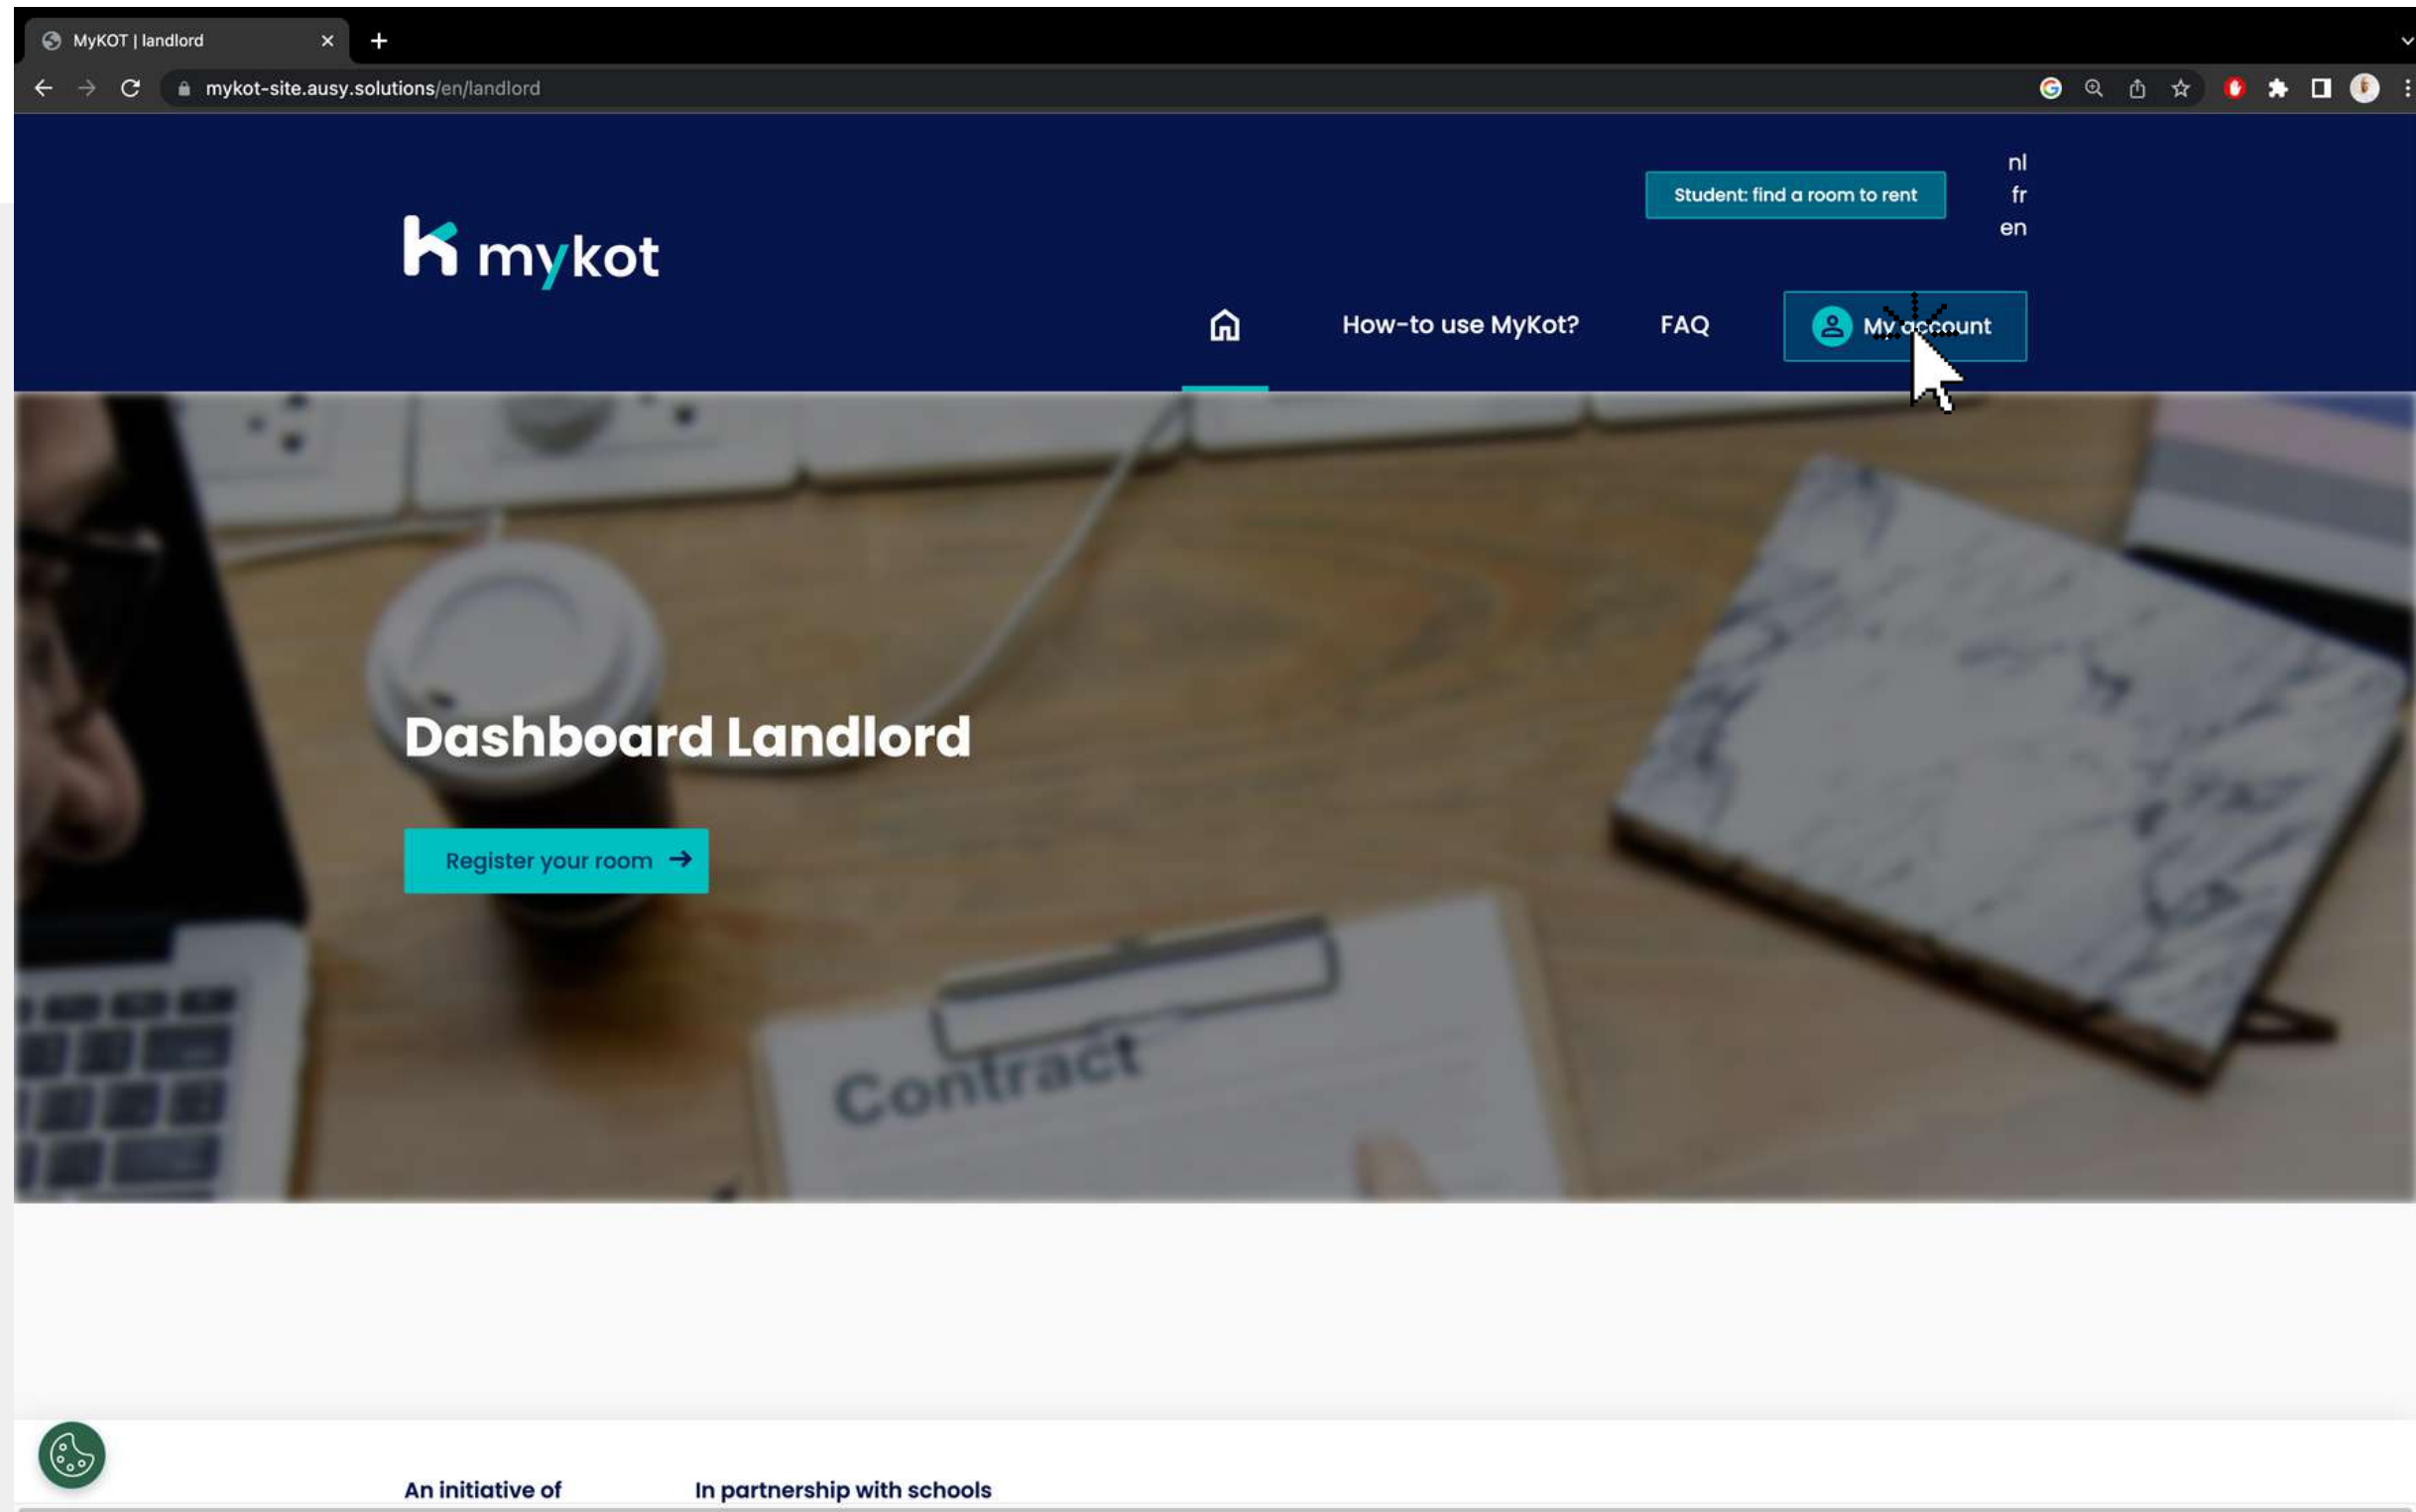 MyKOT | landlord
mykot-site.ausy.solutions/en/landlord
Student: find a room to rent
nl
fr
en
mykot
How-to use MyKot?
FAQ
My account
Dashboard Landlord
Register your room
Contract
An initiative of
In partnership with schools